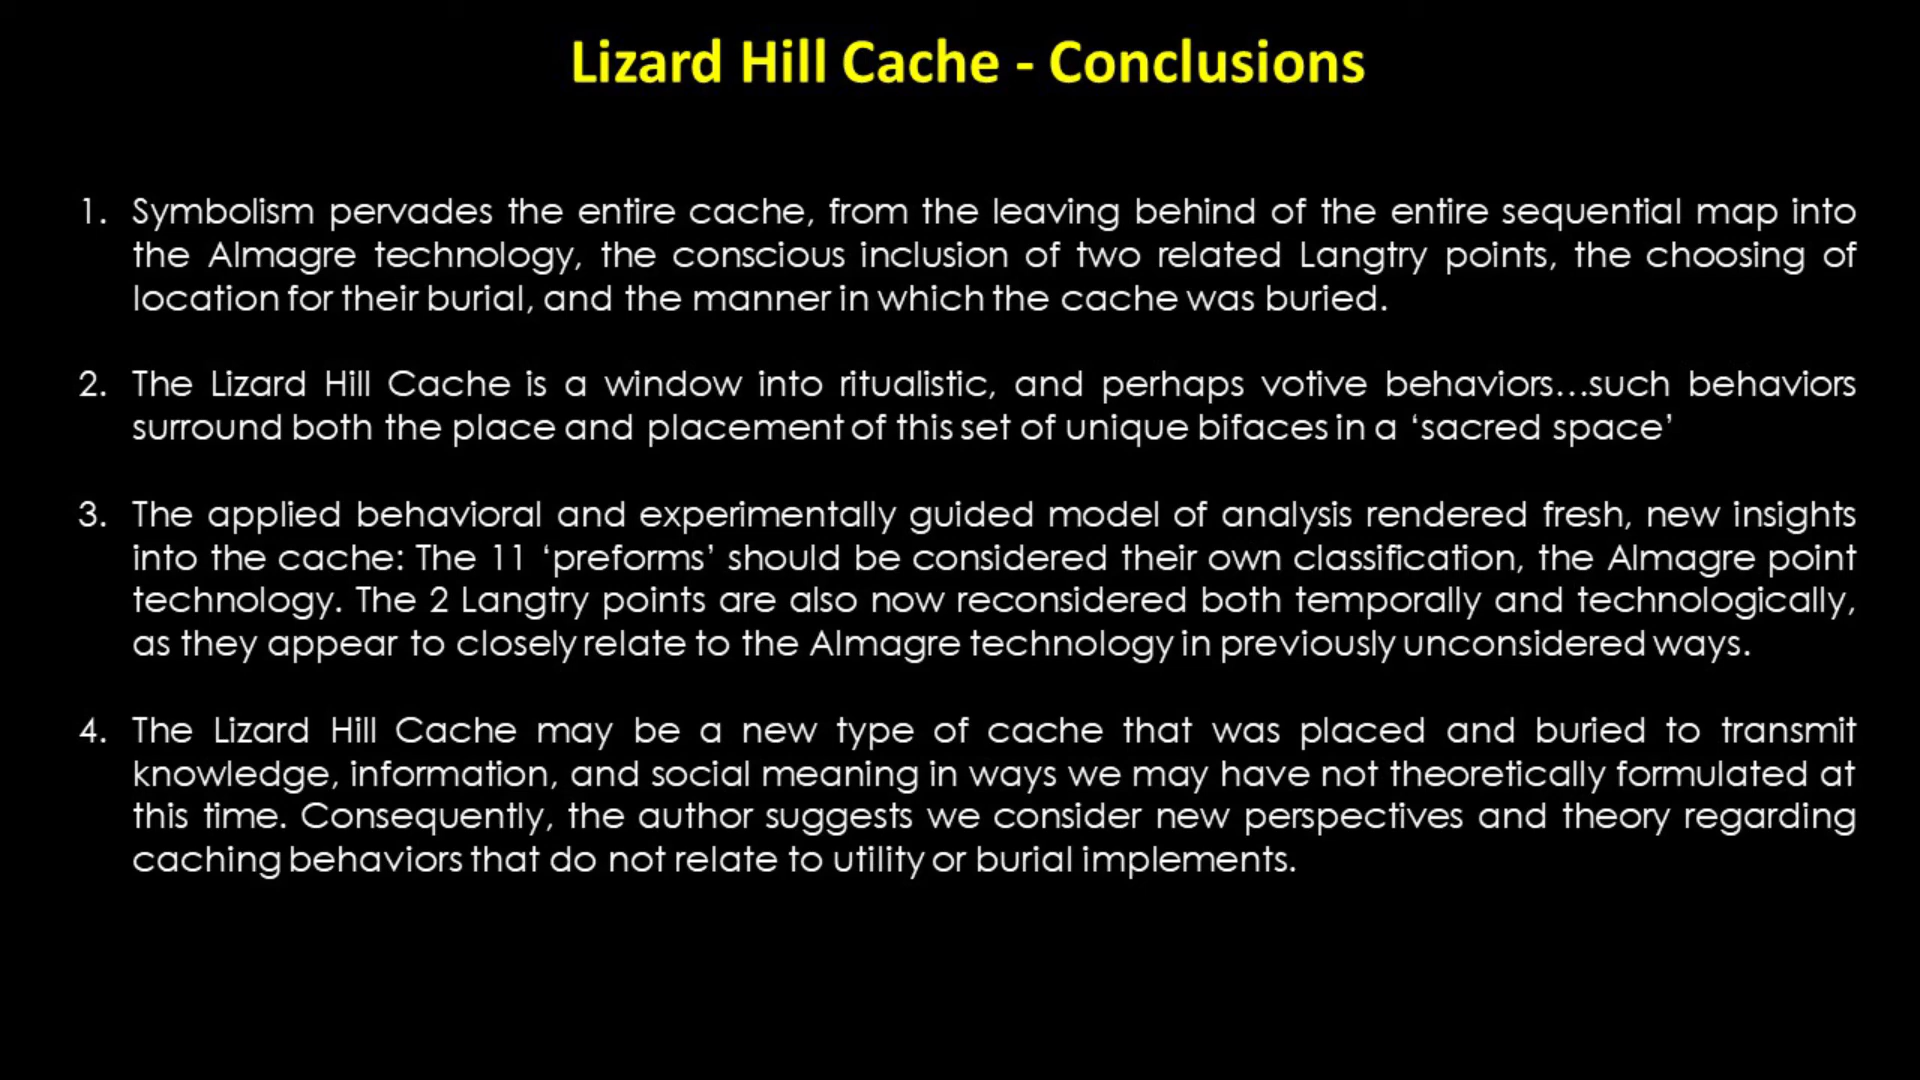 Lizard Hill Cache - Conclusions
1. Symbolism pervades the entire cache, from the leaving behind of the entire sequential map into
the Almagre technology, the conscious inclusion of two related Langtry points, the choosing of
location for their burial, and the manner in which the cache was buried.
2. The Lizard Hill Cache is a window into ritualistic, and perhaps votive behaviors...such behaviors
surround both the place and placement of this set of unique bifaces in a ‘sacred space’
3. The applied behavioral and experimentally guided model of analysis rendered fresh, new insights
into the cache: The 11 ‘preforms’ should be considered their own classification, the Almagre point
technology. The 2 Langtry points are also now reconsidered both temporally and technologically,
as they appear to closely relate to the Almagre technology in previously unconsidered ways.
4. The Lizard Hill Cache may be a new type of cache that was placed and buried to transmit
knowledge, information, and social meaning in ways we may have not theoretically formulated at
this time. Consequently, the author suggests we consider new perspectives and theory regarding
caching behaviors that do not relate to utility or burial implements.